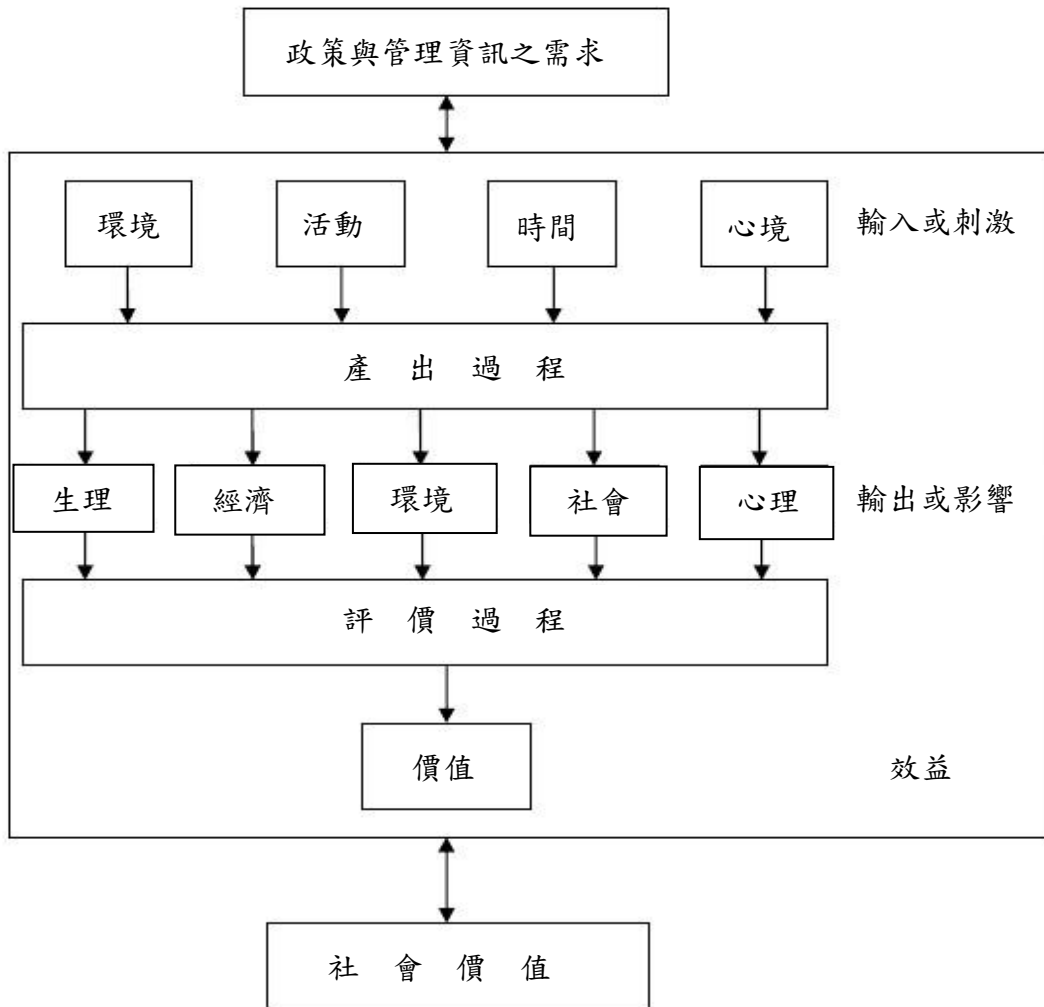 政策與管理資訊之需求
環境
活動
時間
心境
輸入或刺激
產出過程
生理
經濟
環境
社會
心理
輸出或影響
評價過程
價值
效益
社會價值